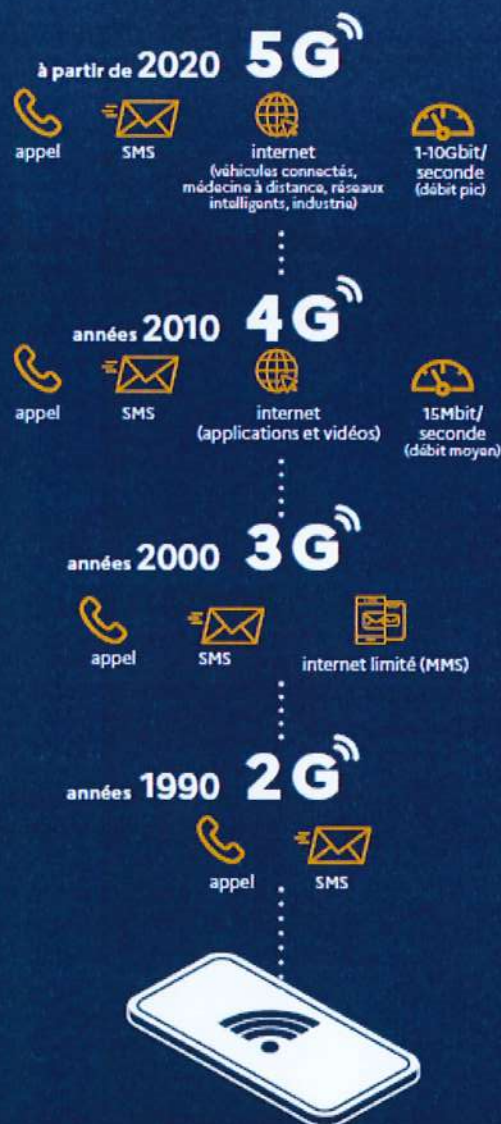 à partir de 2020 5G
appel
SMS
internet
(véhicules connectés,
médecine à distance, réseaux
intelligents, industrie)
1-10Gbit/
seconde
(débit pic)
années 2010 4G
appel
SMS
internet
(applications et vidéos)
15Mbit/
seconde
(débit moyen)
années 2000 3G
appel
SMS
internet limité (MMS)
années 1990 2G
appel
SMS